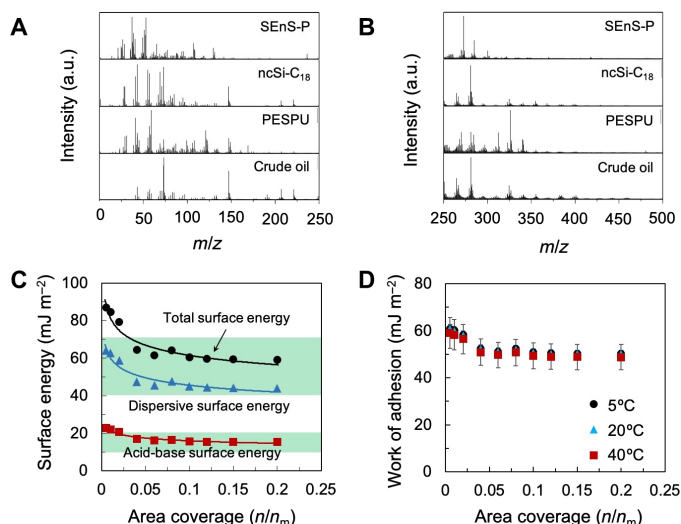 A
Intensity (a.u.)
SEnS-P
ncSi-C18
PESPU
Crude oil
0 50 100 150 200 250
m/z
B
Intensity (a.u.)
SEnS-P
ncSi-C18
PESPU
Crude oil
250 300 350 400 450 500
m/z
C
Surface energy (mJ m−2)
100
80
60
40
20
0
Total surface energy
Dispersive surface energy
Acid-base surface energy
0 0.05 0.1 0.15 0.2 0.25
Area coverage (n/nm)
D
Work of adhesion (mJ m−2)
80
60
40
20
0
5ºC
20ºC
40ºC
0 0.05 0.1 0.15 0.2 0.25
Area coverage (n/nm)